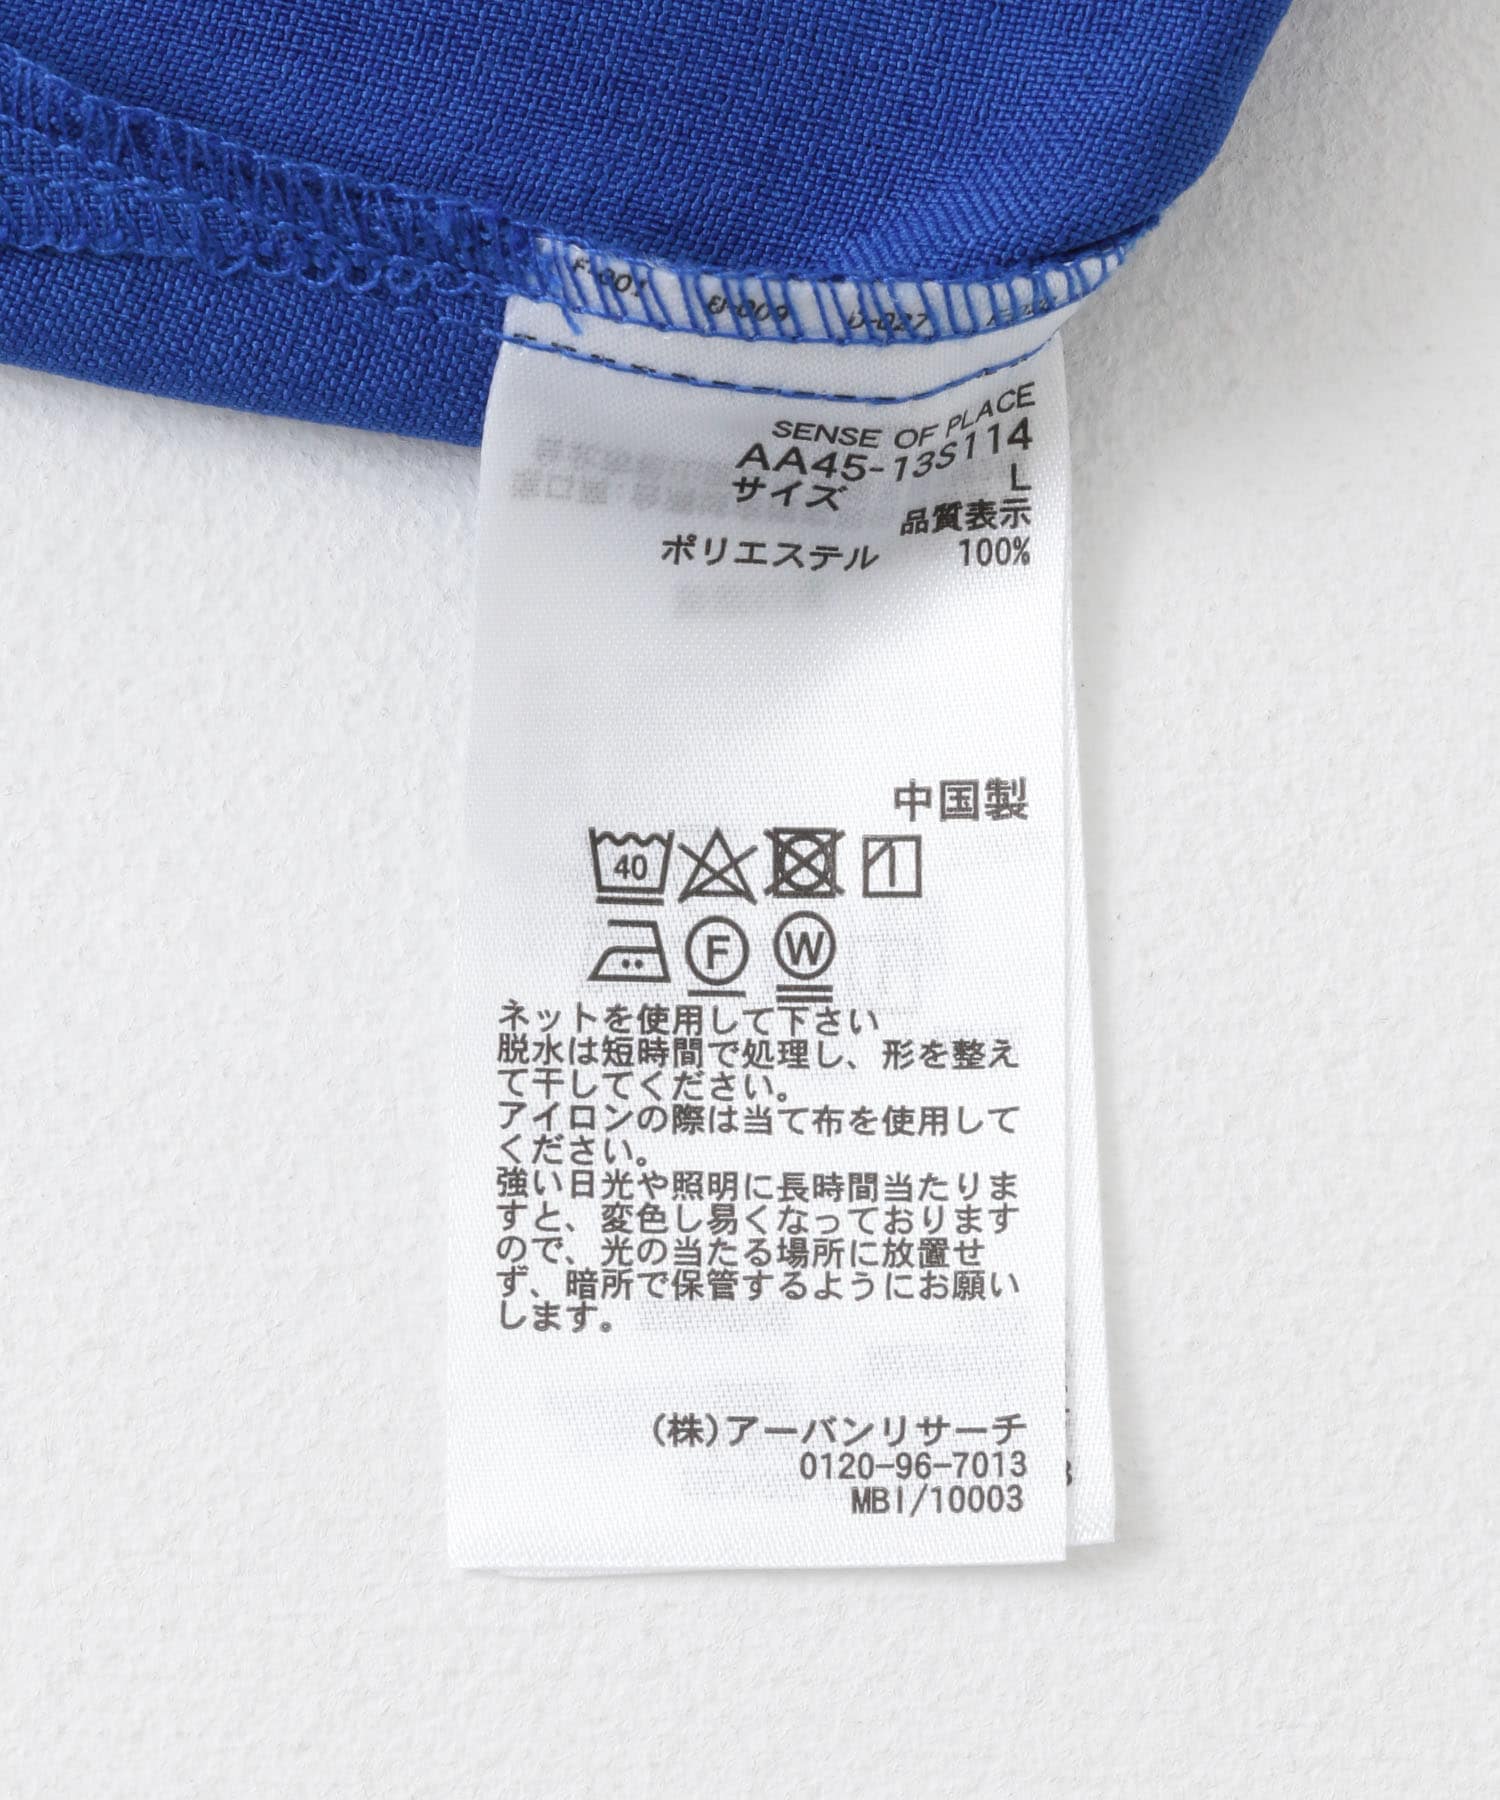 F-001
D-027
SENSE OF PLACE
AA45-13S114
サイズ L
品質表示
ポリエステル 100%
中国製
40
F W
ネットを使用して下さい
脱水は短時間で処理し、形を整え
て干してください。
アイロンの際は当て布を使用して
ください。
強い日光や照明に長時間当たりま
すと、変色し易くなっております
ので、光の当たる場所に放置せ
ず、暗所で保管するようにお願い
します。
(株)アーバンリサーチ
0120-96-7013
MBI/10003